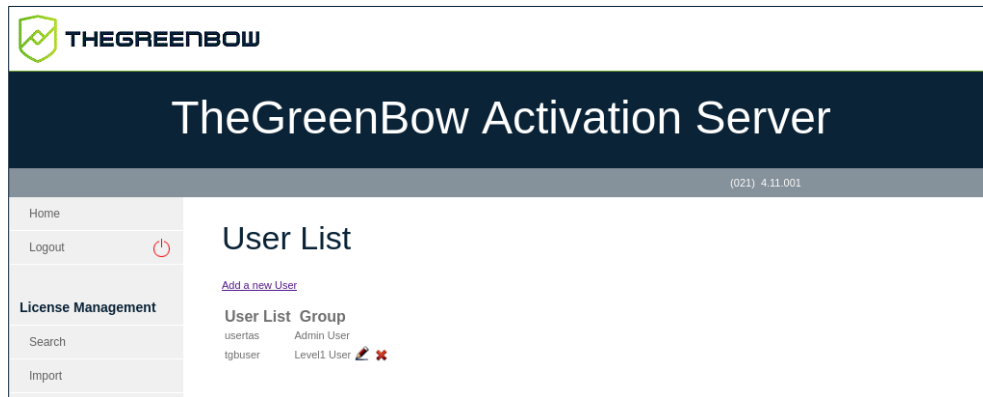 THEGREENBOW
TheGreenBow Activation Server
(021) 4.11.001
Home
Logout
License Management
Search
Import
User List
Add a new User
User List Group
usertas Admin User
tgbuser Level1 User